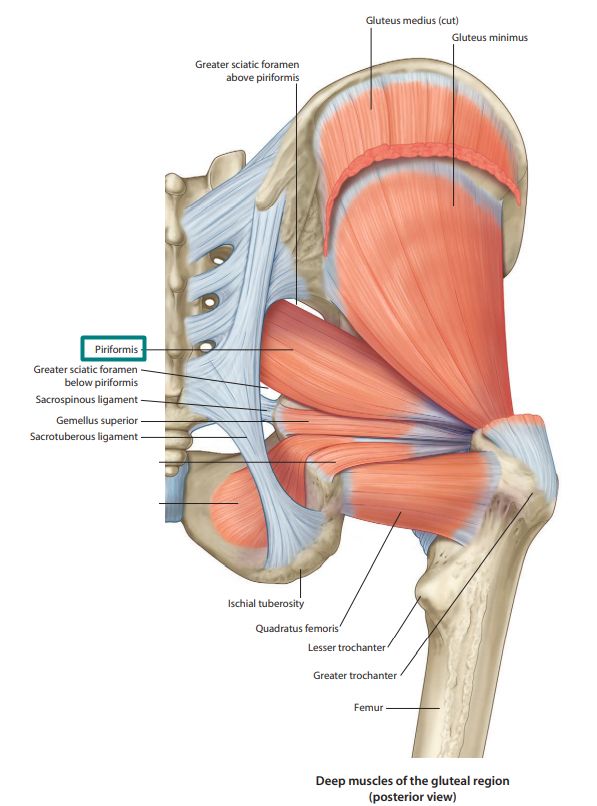 Gluteus medius (cut)
Gluteus minimus
Greater sciatic foramen
above piriformis
Piriformis
Greater sciatic foramen
below piriformis
Sacrospinous ligament
Gemellus superior
Sacrotuberous ligament
Ischial tuberosity
Quadratus femoris
Lesser trochanter
Greater trochanter
Femur
Deep muscles of the gluteal region
(posterior view)